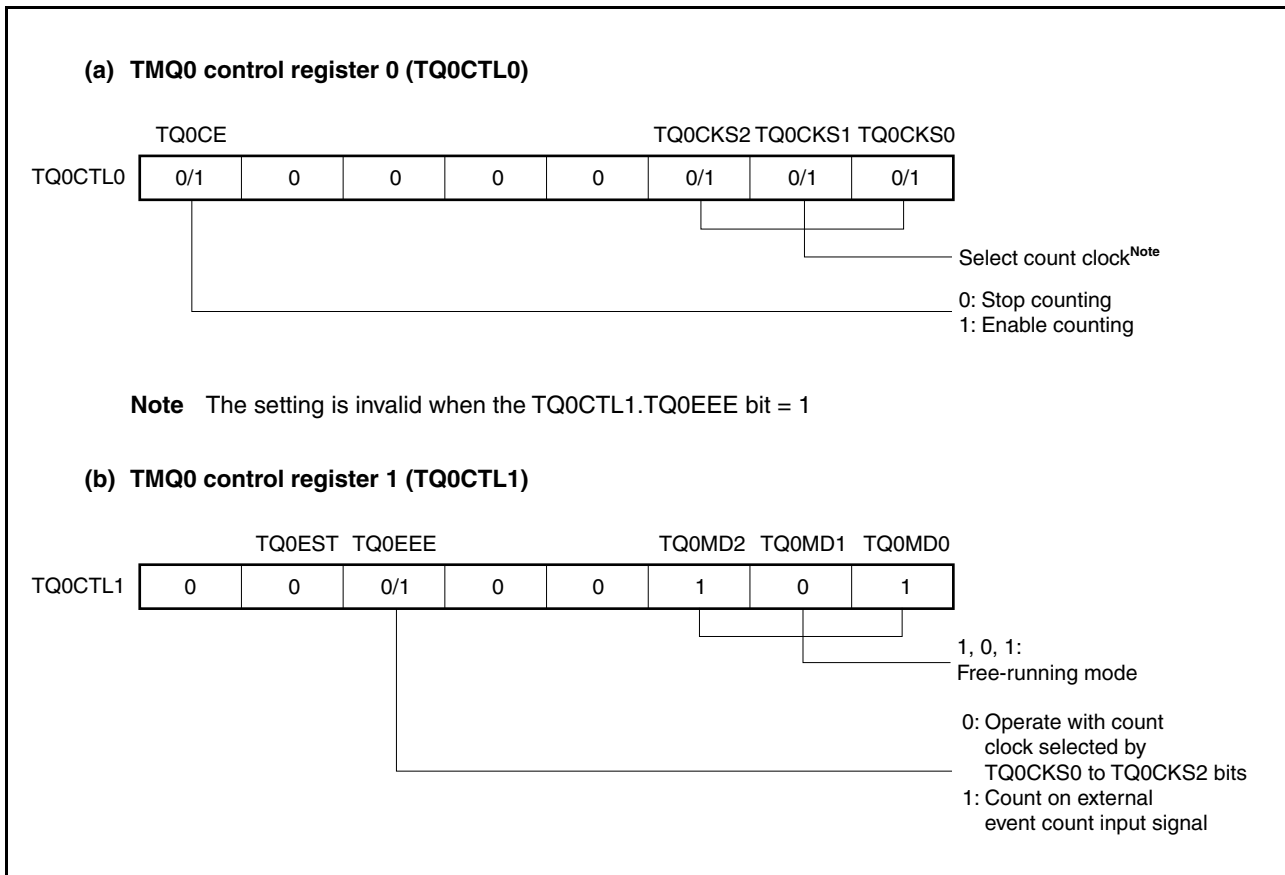 (a) TMQ0 control register 0 (TQ0CTL0)
TQ0CE TQ0CKS2 TQ0CKS1 TQ0CKS0
TQ0CTL0 0/1 0 0 0 0 0/1 0/1 0/1
Select count clockNote
0: Stop counting
1: Enable counting
Note The setting is invalid when the TQ0CTL1.TQ0EEE bit = 1
(b) TMQ0 control register 1 (TQ0CTL1)
TQ0EST TQ0EEE TQ0MD2 TQ0MD1 TQ0MD0
TQ0CTL1 0 0 0/1 0 0 1 0 1
1, 0, 1:
Free-running mode
0: Operate with count
clock selected by
TQ0CKS0 to TQ0CKS2 bits
1: Count on external
event count input signal